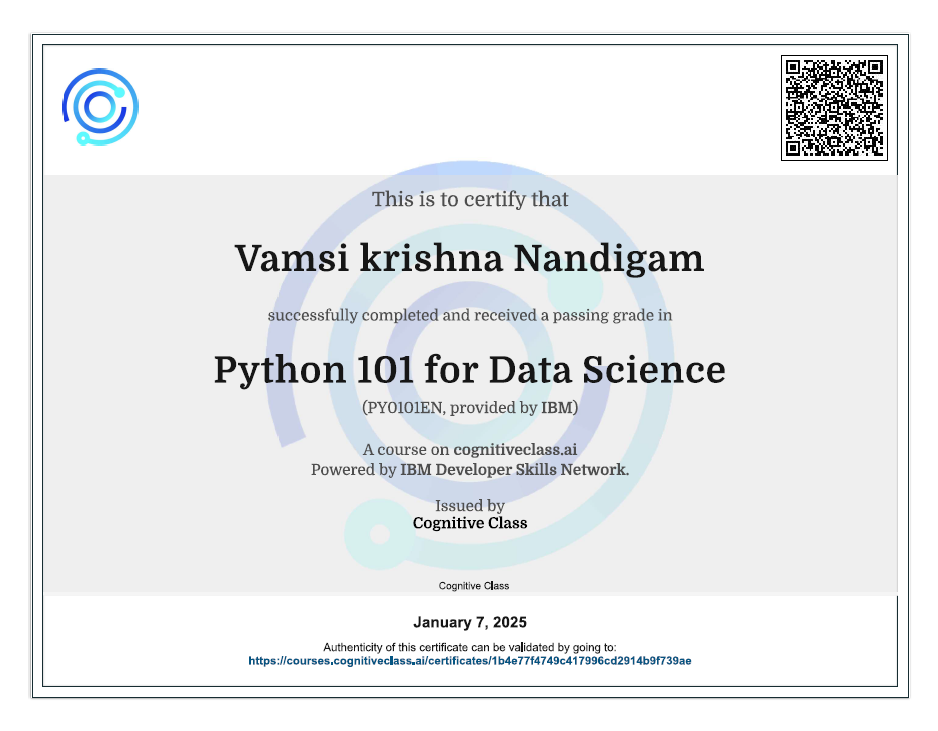 This is to certify that
Vamsi krishna Nandigam
successfully completed and received a passing grade in
Python 101 for Data Science
(PY0101EN, provided by IBM)
A course on cognitiveclass.ai
Powered by IBM Developer Skills Network.
Issued by
Cognitive Class
Cognitive Class
January 7, 2025
Authenticity of this certificate can be validated by going to:
https://courses.cognitiveclass.ai/certificates/1b4e77f4749c417996cd2914b9f739ae